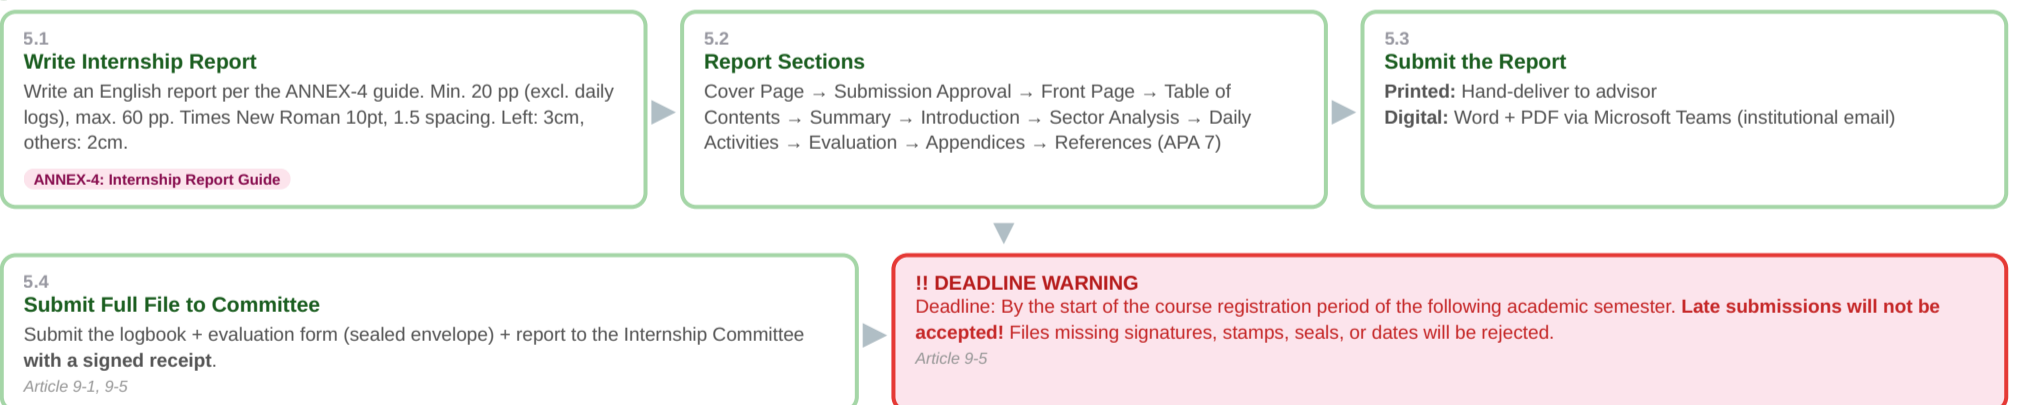 5.1
Write Internship Report
Write an English report per the ANNEX-4 guide. Min. 20 pp (excl. daily
logs), max. 60 pp. Times New Roman 10pt, 1.5 spacing. Left: 3cm,
others: 2cm.
ANNEX-4: Internship Report Guide
5.2
Report Sections
Cover Page → Submission Approval → Front Page → Table of
Contents → Summary → Introduction → Sector Analysis → Daily
Activities → Evaluation → Appendices → References (APA 7)
5.3
Submit the Report
Printed: Hand-deliver to advisor
Digital: Word + PDF via Microsoft Teams (institutional email)
5.4
Submit Full File to Committee
Submit the logbook + evaluation form (sealed envelope) + report to the Internship Committee
with a signed receipt.
Article 9-1, 9-5
!! DEADLINE WARNING
Deadline: By the start of the course registration period of the following academic semester. Late submissions will not be
accepted! Files missing signatures, stamps, seals, or dates will be rejected.
Article 9-5